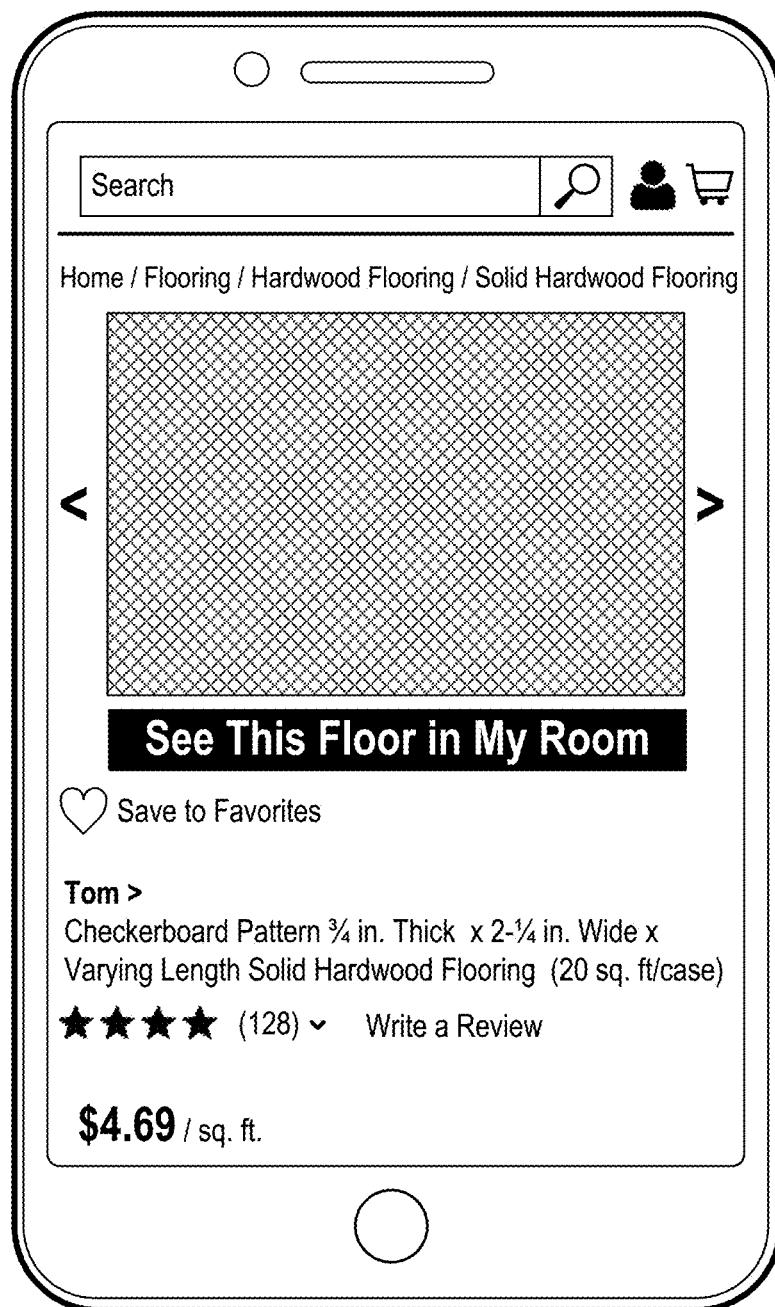 Search
Home / Flooring / Hardwood Flooring / Solid Hardwood Flooring
< >
See This Floor in My Room
Save to Favorites
Tom >
Checkerboard Pattern ¾ in. Thick x 2-¼ in. Wide x
Varying Length Solid Hardwood Flooring (20 sq. ft/case)
(128) Write a Review
$4.69 / sq. ft.